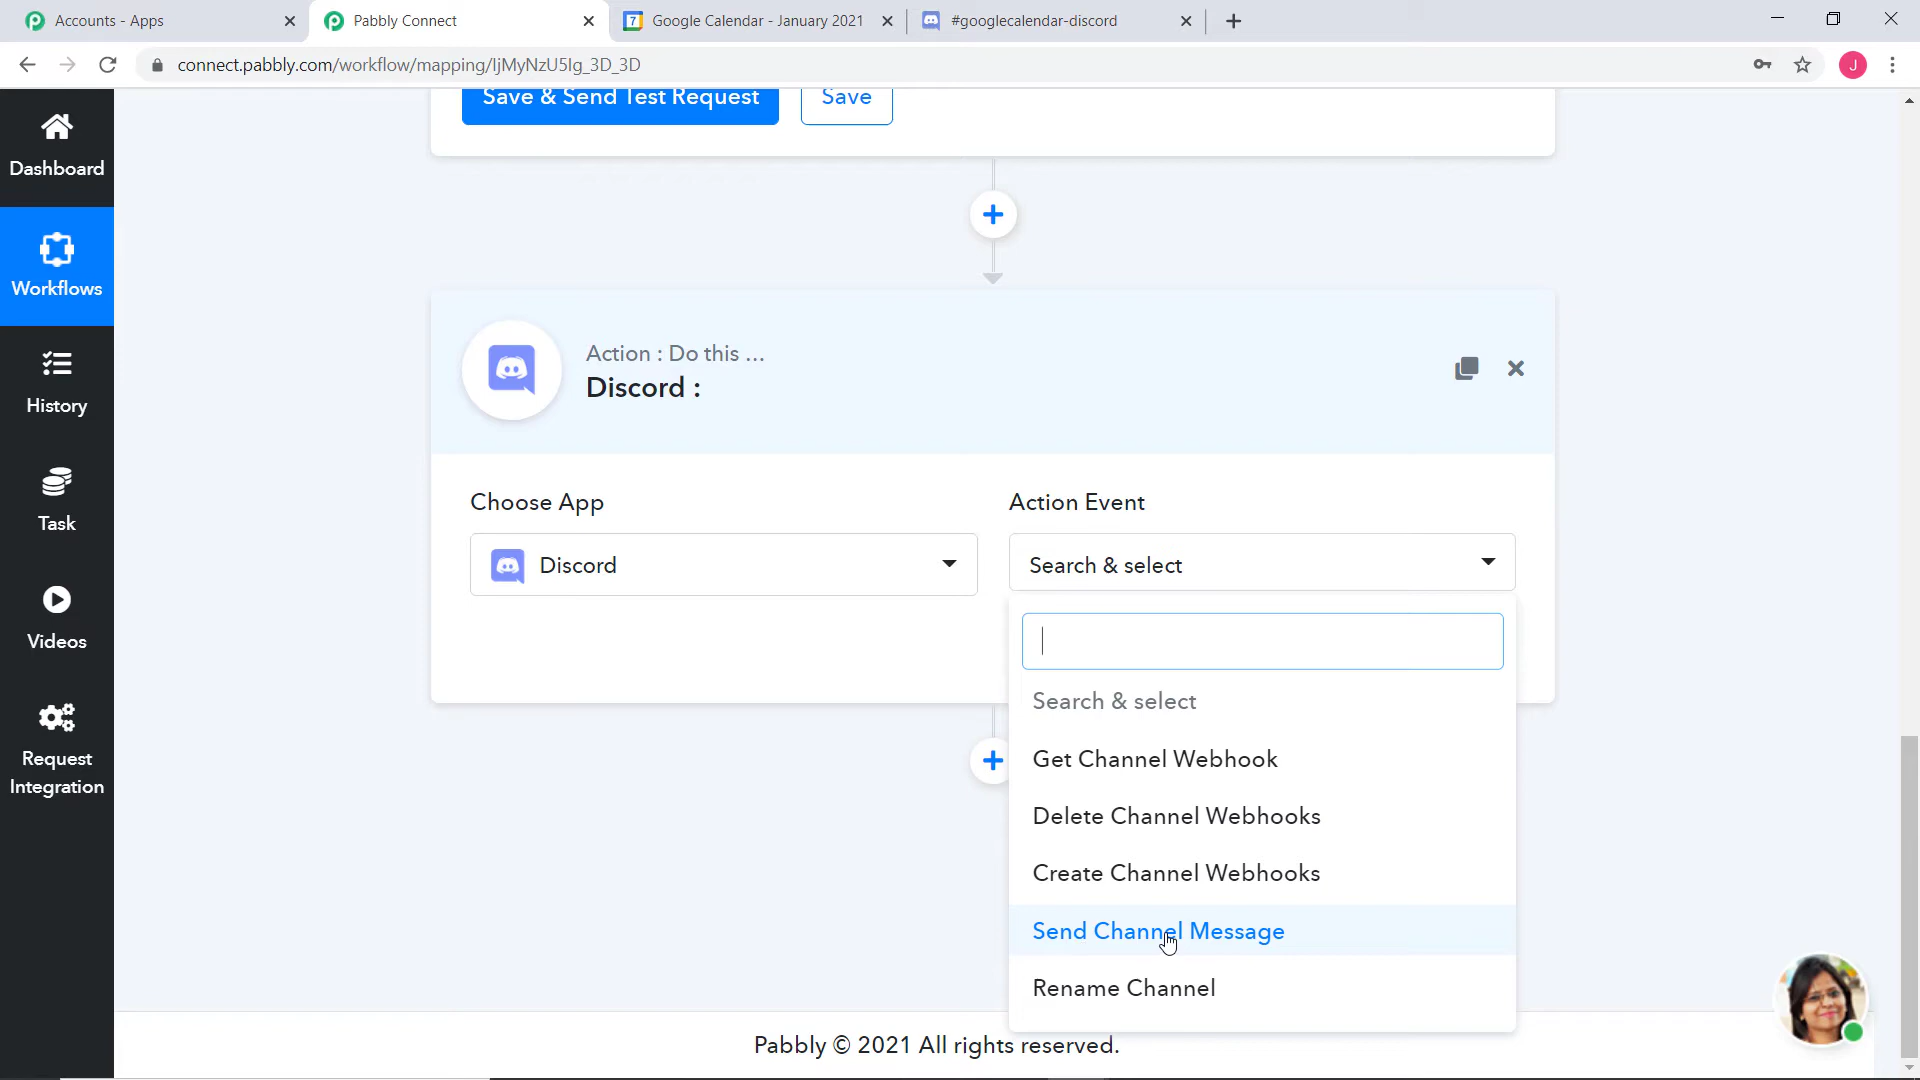 Accounts - Apps
Pabbly Connect
7
Google Calendar - January 2021
#googlecalendar-discord
connect.pabbly.com/workflow/mapping/IjMyNzU5Ig_3D_3D
J
Dashboard
Workflows
History
Task
Videos
Request
Integration
Save & Send Test Request
Save
Action : Do this ...
Discord :
Choose App
Action Event
Discord
Search & select
Search & select
Get Channel Webhook
Delete Channel Webhooks
Create Channel Webhooks
Send Channel Message
Rename Channel
Pabbly © 2021 All rights reserved.